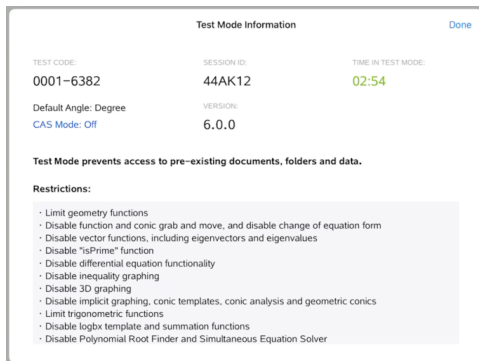 Test Mode Information Done
TEST CODE: SESSION ID: TIME IN TEST MODE:
0001-6382 44AK12 02:54
Default Angle: Degree VERSION:
CAS Mode: Off 6.0.0
Test Mode prevents access to pre-existing documents, folders and data.
Restrictions:
· Limit geometry functions
· Disable function and conic grab and move, and disable change of equation form
· Disable vector functions, including eigenvectors and eigenvalues
· Disable "isPrime" function
· Disable differential equation functionality
· Disable inequality graphing
· Disable 3D graphing
· Disable implicit graphing, conic templates, conic analysis and geometric conics
· Limit trigonometric functions
· Disable logbx template and summation functions
· Disable Polynomial Root Finder and Simultaneous Equation Solver